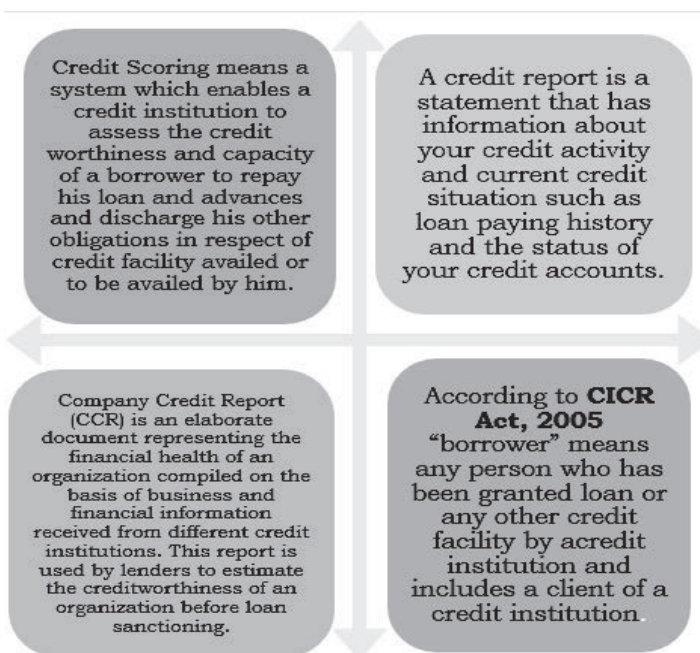 Credit Scoring means a
system which enables a
credit institution to
assess the credit
worthiness and capacity
of a borrower to repay
his loan and advances
and discharge his other
obligations in respect of
credit facility availed or
to be availed by him.
A credit report is a
statement that has
information about
your credit activity
and current credit
situation such as
loan paying history
and the status of
your credit accounts.
Company Credit Report
(CCR) is an elaborate
document representing the
financial health of an
organization compiled on the
basis of business and
financial information
received from different credit
institutions. This report is
used by lenders to estimate
the creditworthiness of an
organization before loan
sanctioning.
According to CICR
Act, 2005
“borrower” means
any person who has
been granted loan or
any other credit
facility by acredit
institution and
includes a client of a
credit institution.